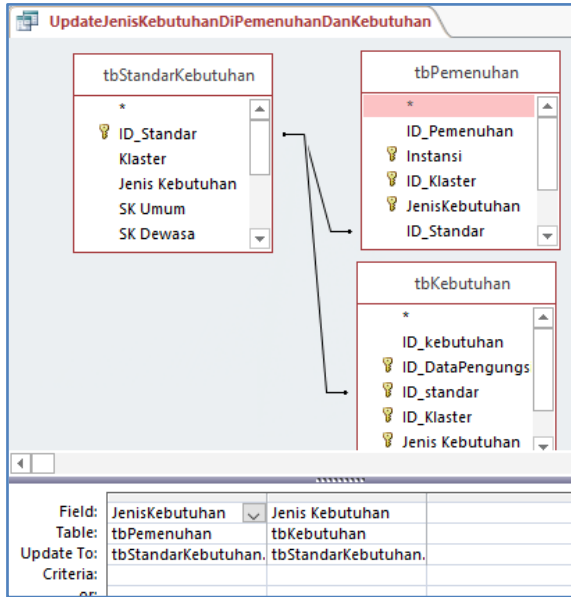 UpdateJenisKebutuhanDiPemenuhanDanKebutuhan
tbStandarKebutuhan
*
ID_Standar
Klaster
Jenis Kebutuhan
SK Umum
SK Dewasa
tbPemenuhan
*
ID_Pemenuhan
Instansi
ID_Klaster
JenisKebutuhan
ID_Standar
tbKebutuhan
*
ID_kebutuhan
ID_DataPengungs
ID_standar
ID_Klaster
Jenis Kebutuhan
Field: JenisKebutuhan Jenis Kebutuhan
Table: tbPemenuhan tbKebutuhan
Update To: tbStandarKebutuhan. tbStandarKebutuhan.
Criteria:
or: